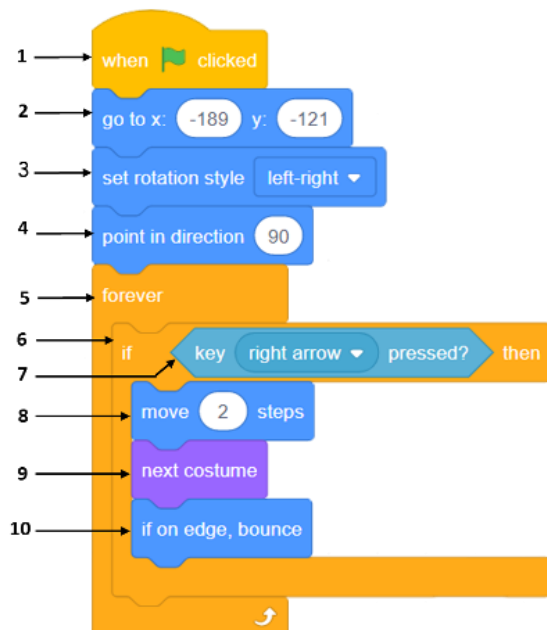 1 when clicked
2 go to x: -189 y: -121
3 set rotation style left-right
4 point in direction 90
5 forever
6 if key right arrow pressed? then
7
8 move 2 steps
9 next costume
10 if on edge, bounce